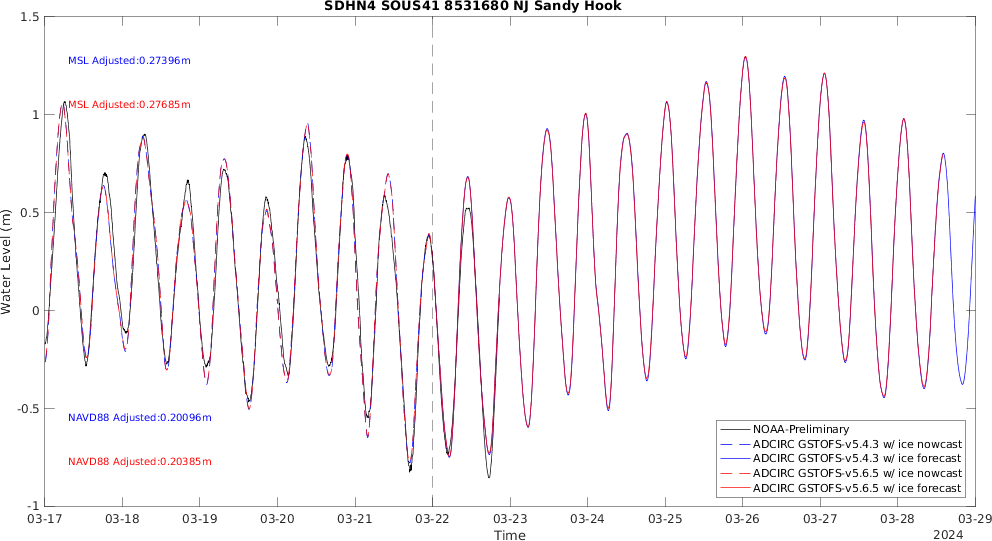 SDHN4 SOUS41 8531680 NJ Sandy Hook
1.5
1
0.5
0
-0.5
-1
Water Level (m)
MSL Adjusted:0.27396m
MSL Adjusted:0.27685m
NAVD88 Adjusted:0.20096m
NAVD88 Adjusted:0.20385m
NOAA-Preliminary
ADCIRC GSTOFS-v5.4.3 w/ ice nowcast
ADCIRC GSTOFS-v5.4.3 w/ ice forecast
ADCIRC GSTOFS-v5.6.5 w/ ice nowcast
ADCIRC GSTOFS-v5.6.5 w/ ice forecast
03-17 03-18 03-19 03-20 03-21 03-22 03-23 03-24 03-25 03-26 03-27 03-28 03-29
Time
2024